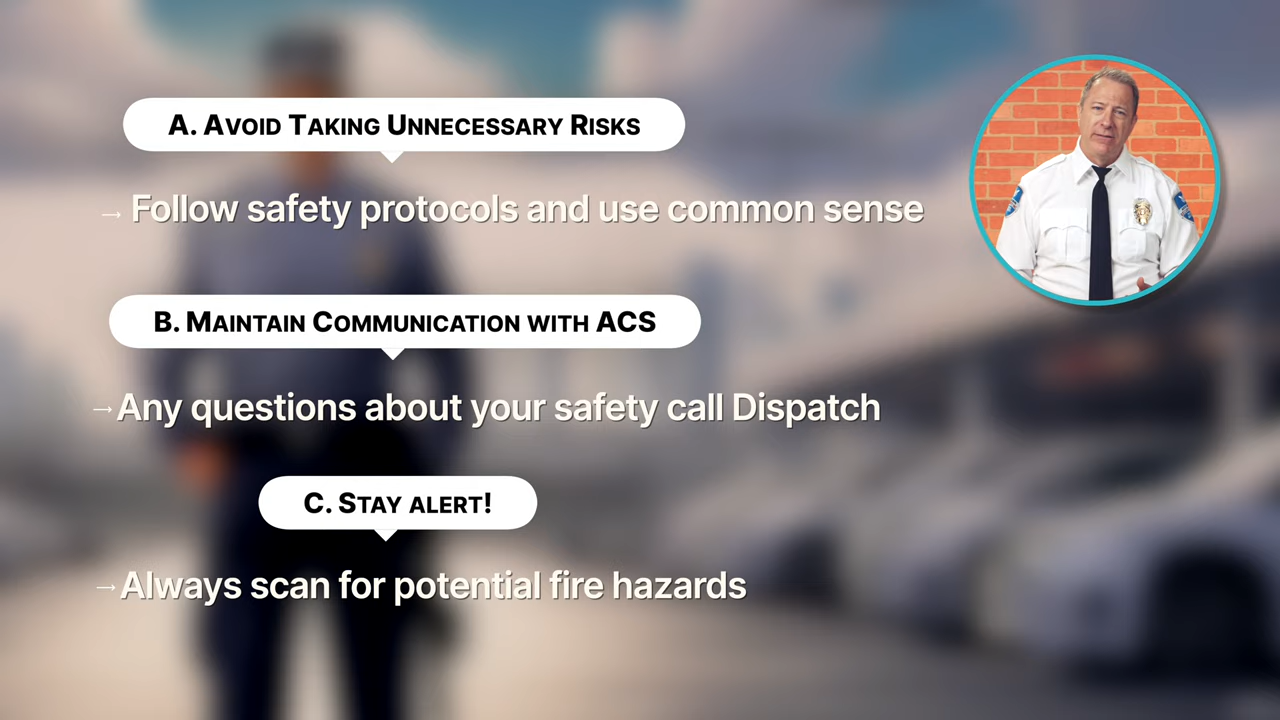 A. Avoid Taking Unnecessary Risks
→ Follow safety protocols and use common sense
B. Maintain Communication with ACS
→Any questions about your safety call Dispatch
C. Stay alert!
→Always scan for potential fire hazards